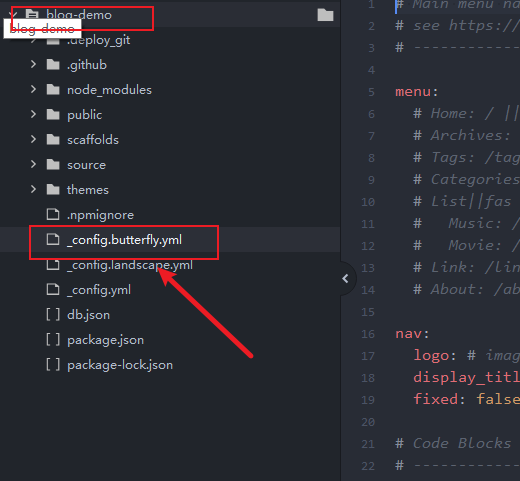 blog-demo
blog-demo
.deploy_git
.github
node_modules
public
scaffolds
source
themes
.npmignore
_config.butterfly.yml
_config.landscape.yml
_config.yml
db.json
package.json
package-lock.json
1 # Main menu na
2 # see https://
3 # -------------
4
5 menu:
6 # Home: / ||
7 # Archives:
8 # Tags: /tag
9 # Categories
10 # List||fas
11 #   Music: /
12 #   Movie: /
13 # Link: /lin
14 # About: /ab
15
16 nav:
17 logo: # imag
18 display_titl
19 fixed: false
20
21 # Code Blocks
22 # -------------